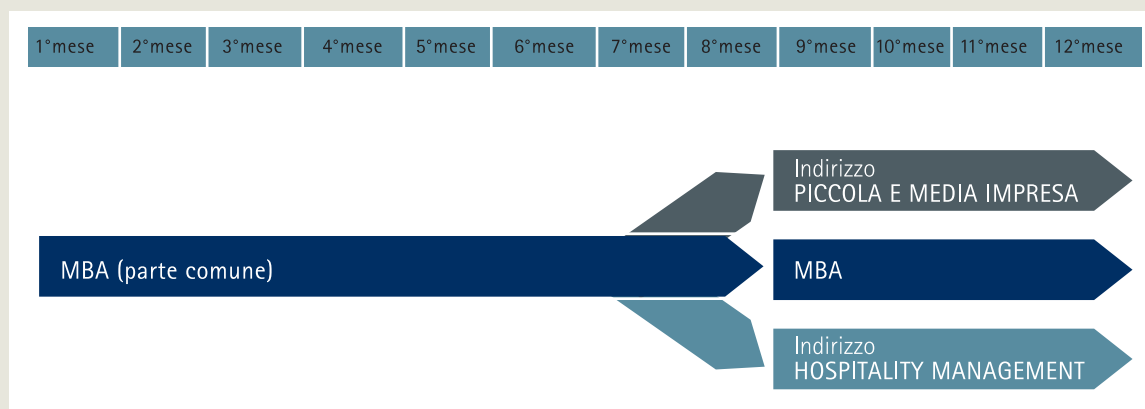 1°mese 2°mese 3°mese 4°mese 5°mese 6°mese 7°mese 8°mese 9°mese 10°mese 11°mese 12°mese
Indirizzo
PICCOLA E MEDIA IMPRESA
MBA (parte comune)
MBA
Indirizzo
HOSPITALITY MANAGEMENT